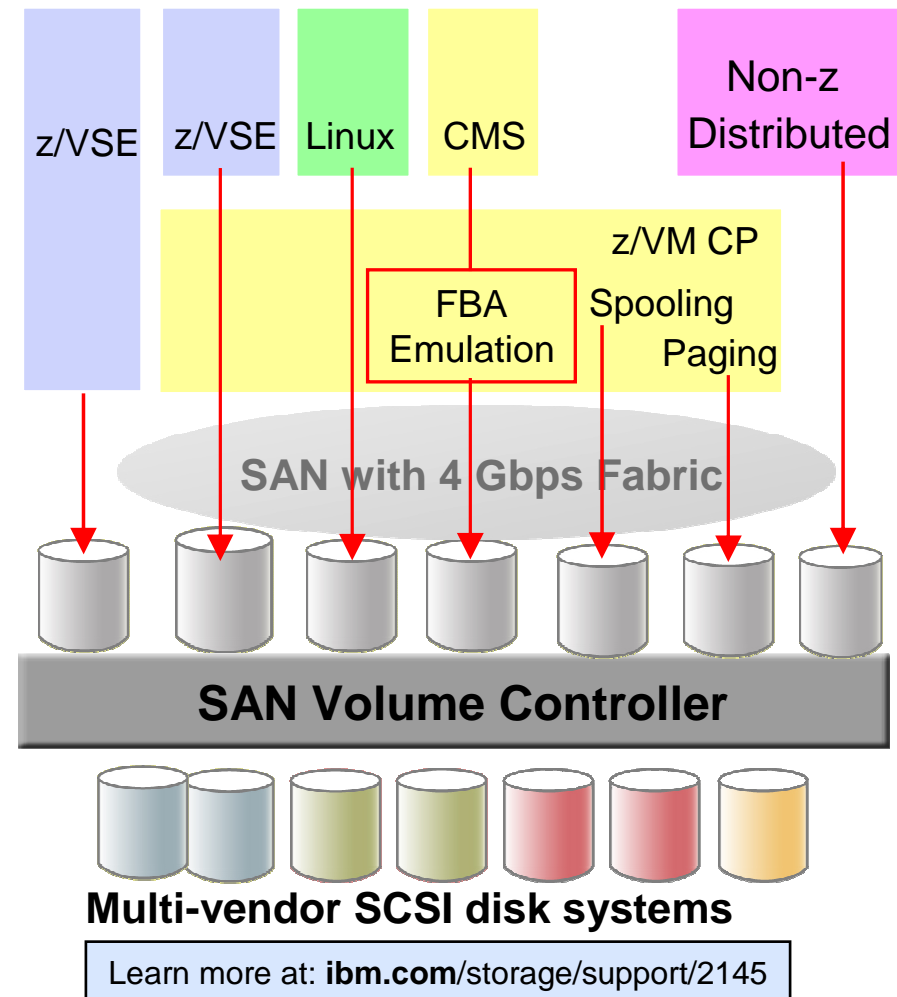 z/VSE
z/VSE
Linux
CMS
Non-z
Distributed
z/VM CP
FBA
Emulation
Spooling
Paging
SAN with 4 Gbps Fabric
SAN Volume Controller
Multi-vendor SCSI disk systems
Learn more at: ibm.com/storage/support/2145